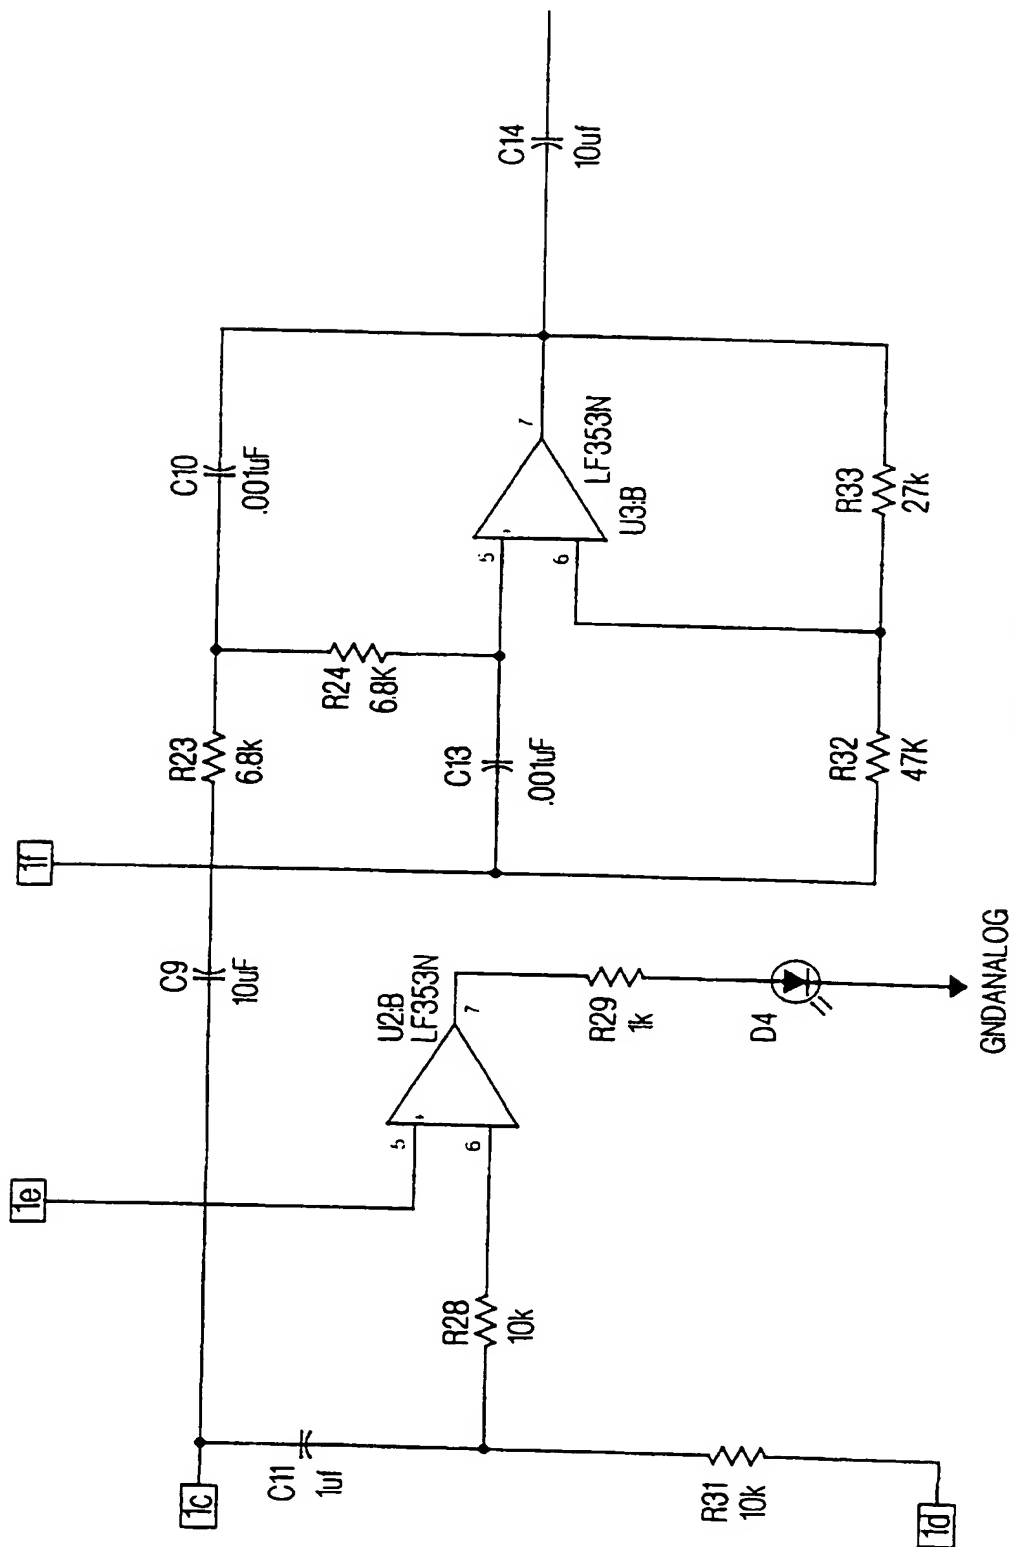 1c
C11
1uf
R31
10k
1d
1e
R28
10k
5
6
U2:B
LF353N
7
R29
1k
D4
GNDANALOG
C9
10uF
1f
R23
6.8k
R24
6.8K
C13
.001uF
R32
47K
C10
.001uF
5
6
7
LF353N
U3:B
R33
27k
C14
10uf